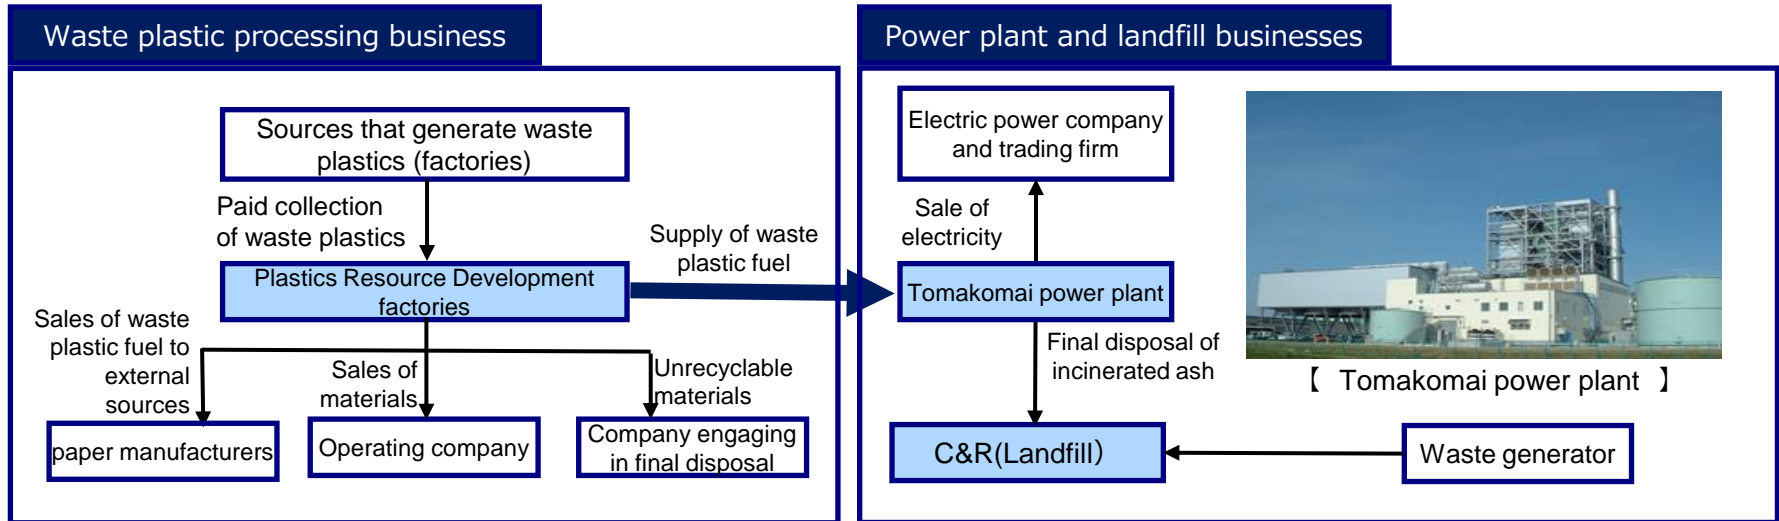 Waste plastic processing business
Sources that generate waste
plastics (factories)
Paid collection
of waste plastics
Supply of waste
plastic fuel
Plastics Resource Development
factories
Sales of waste
plastic fuel to
external
sources
Sales of
materials
Unrecyclable
materials
paper manufacturers
Operating company
Company engaging
in final disposal
Power plant and landfill businesses
Electric power company
and trading firm
Sale of
electricity
Tomakomai power plant
Final disposal of
incinerated ash
C&R(Landfill）
Waste generator
【 Tomakomai power plant 】